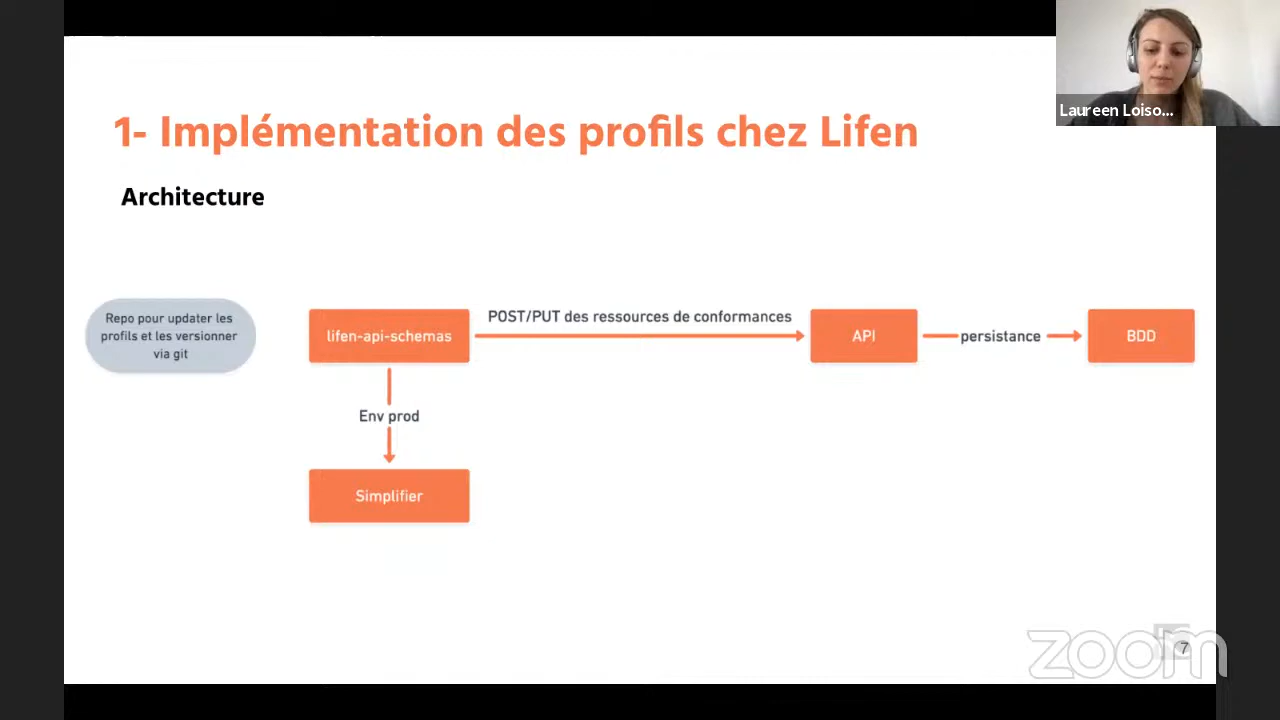 Laureen Loiso...
1- Implémentation des profils chez Lifen
Architecture
Repo pour updater les
profils et les versionner
via git
lifen-api-schemas
POST/PUT des ressources de conformances
API
persistance
BDD
Env prod
Simplifier
zoom
7